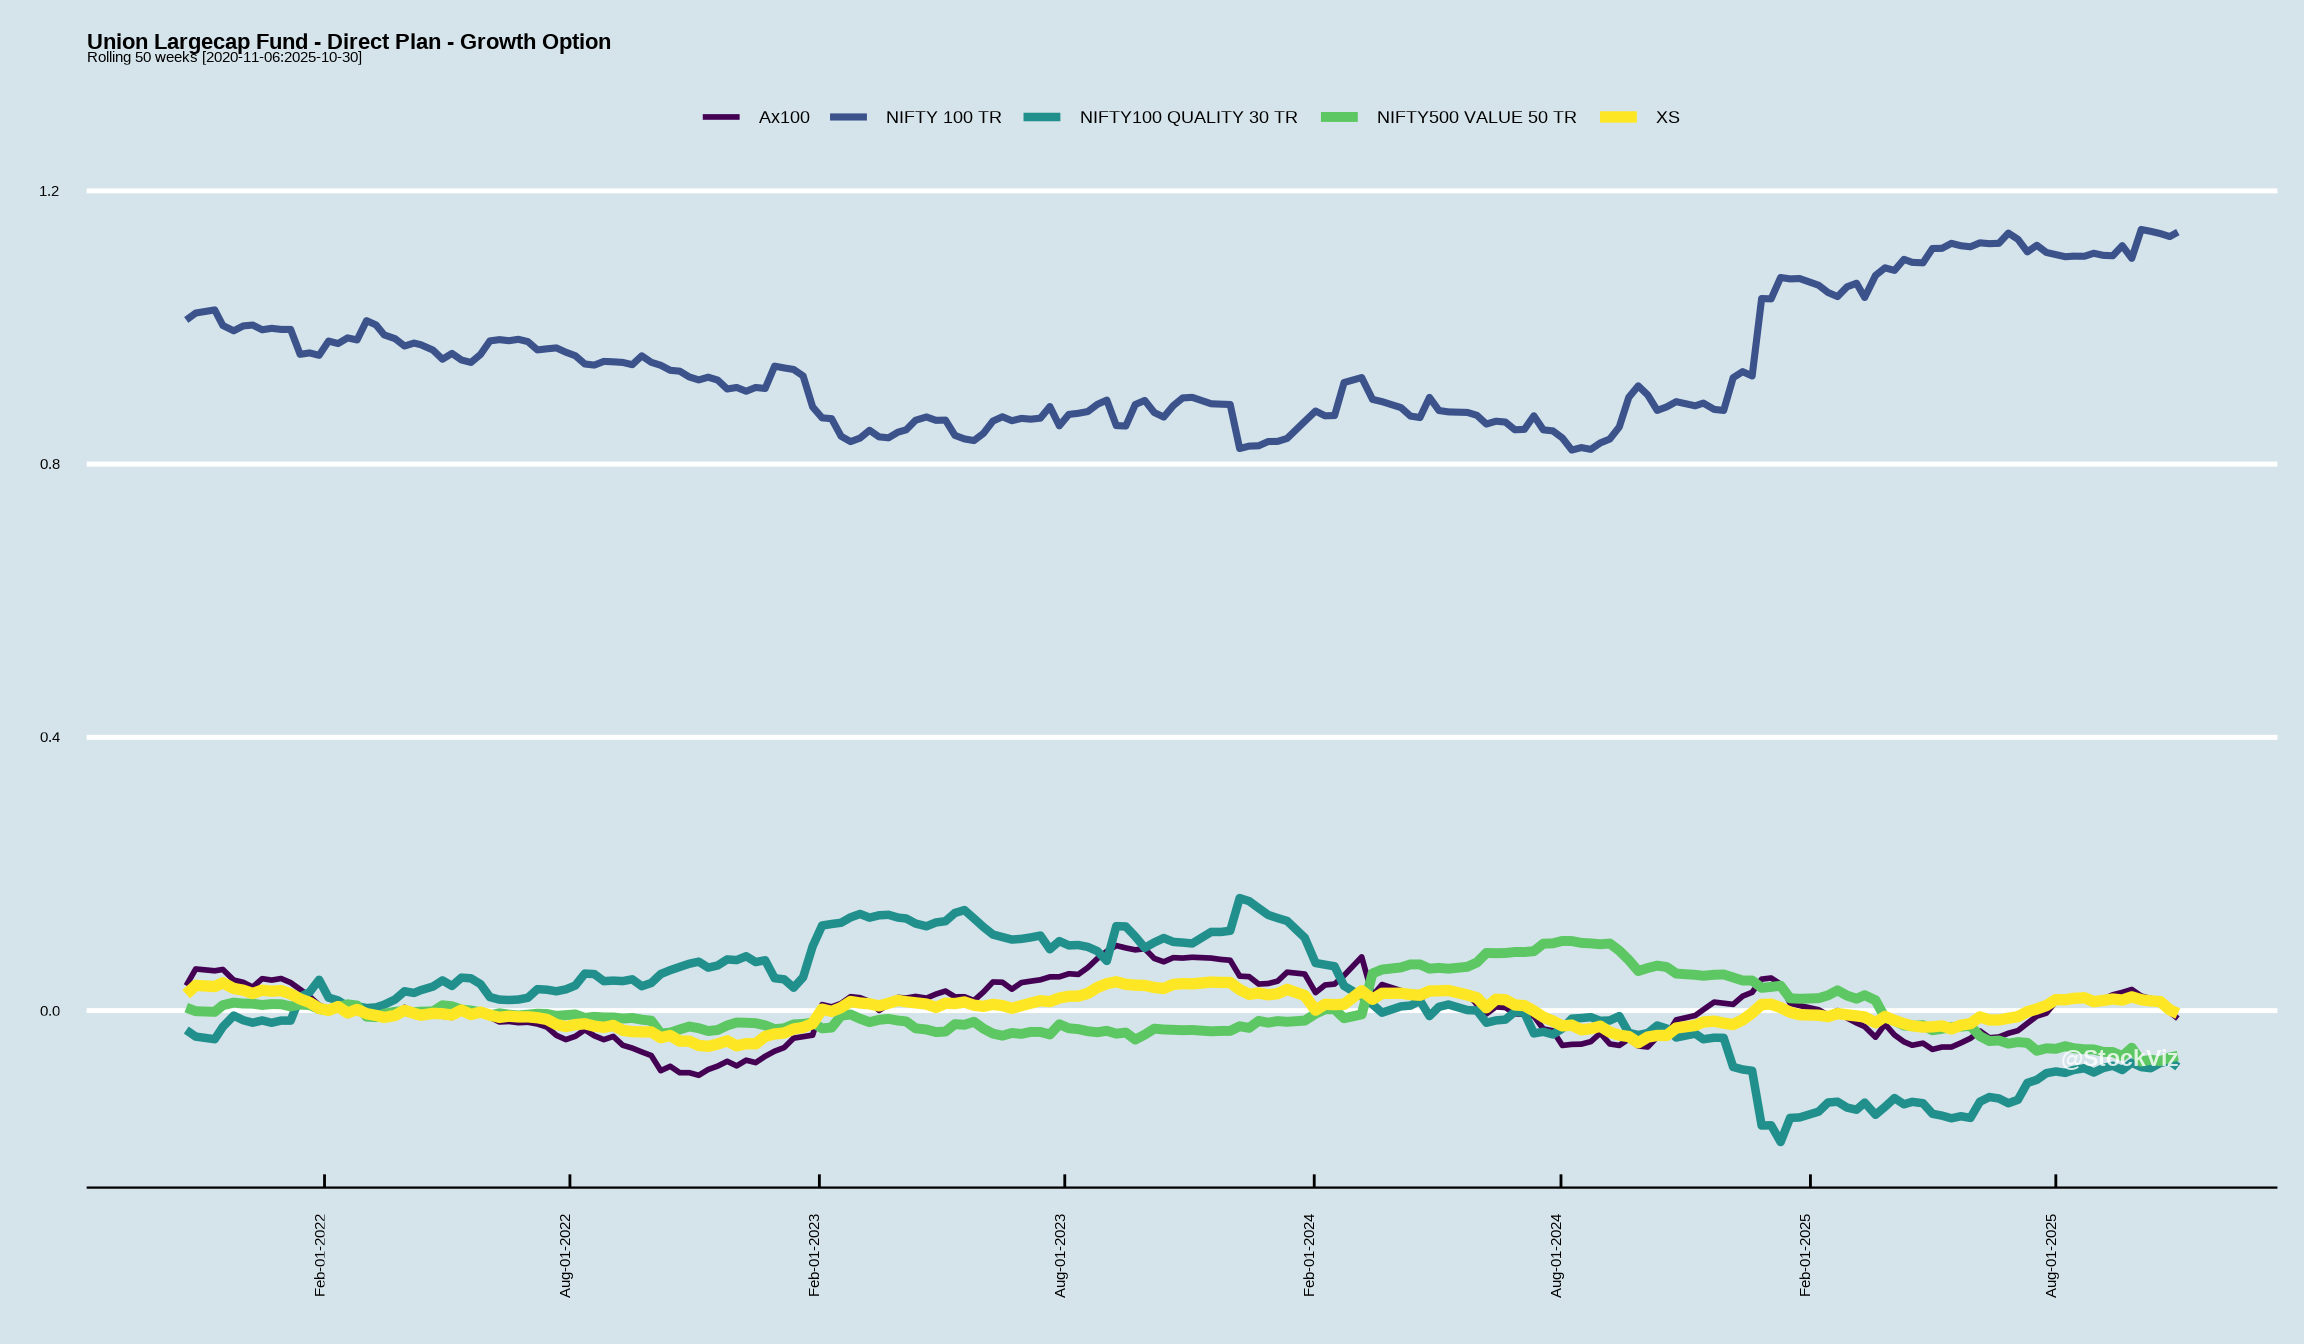 Union Largecap Fund - Direct Plan - Growth Option
Rolling 50 weeks [2020-11-06:2025-10-30]
Ax100 NIFTY 100 TR NIFTY100 QUALITY 30 TR NIFTY500 VALUE 50 TR XS
1.2
0.8
0.4
0.0
@StockViz
Feb-01-2022 Aug-01-2022 Feb-01-2023 Aug-01-2023 Feb-01-2024 Aug-01-2024 Feb-01-2025 Aug-01-2025